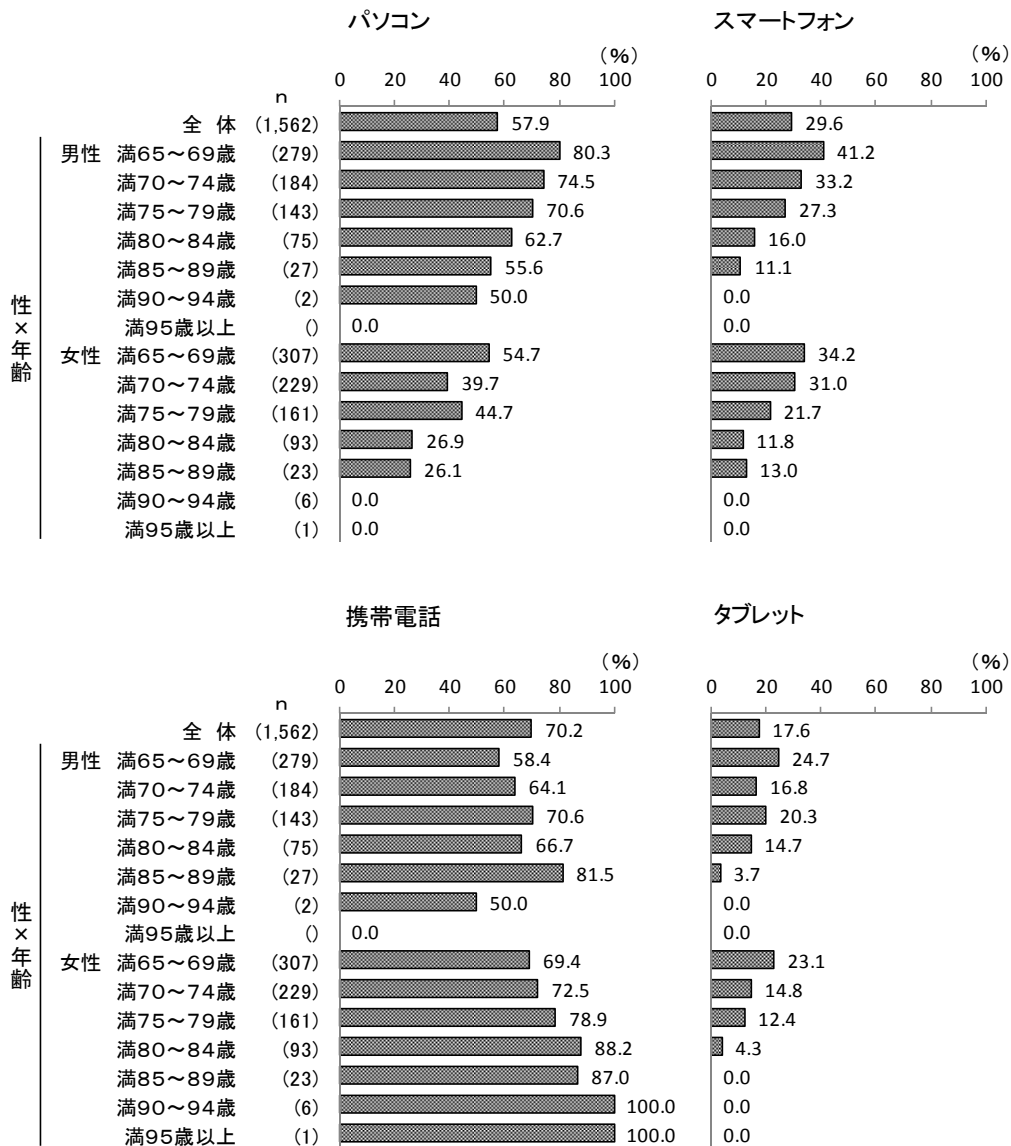 パソコン スマートフォン
(%) (%)
0 20 40 60 80 100 0 20 40 60 80 100
n
全 体 (1,562) 57.9 29.6
男性 満65~69歳 (279) 80.3 41.2
満70~74歳 (184) 74.5 33.2
満75~79歳 (143) 70.6 27.3
満80~84歳 (75) 62.7 16.0
満85~89歳 (27) 55.6 11.1
満90~94歳 (2) 50.0 0.0
満95歳以上 () 0.0 0.0
女性 満65~69歳 (307) 54.7 34.2
満70~74歳 (229) 39.7 31.0
満75~79歳 (161) 44.7 21.7
満80~84歳 (93) 26.9 11.8
満85~89歳 (23) 26.1 13.0
満90~94歳 (6) 0.0 0.0
満95歳以上 (1) 0.0 0.0
性×年齢
携帯電話 タブレット
(%) (%)
0 20 40 60 80 100 0 20 40 60 80 100
n
全 体 (1,562) 70.2 17.6
男性 満65~69歳 (279) 58.4 24.7
満70~74歳 (184) 64.1 16.8
満75~79歳 (143) 70.6 20.3
満80~84歳 (75) 66.7 14.7
満85~89歳 (27) 81.5 3.7
満90~94歳 (2) 50.0 0.0
満95歳以上 () 0.0 0.0
女性 満65~69歳 (307) 69.4 23.1
満70~74歳 (229) 72.5 14.8
満75~79歳 (161) 78.9 12.4
満80~84歳 (93) 88.2 4.3
満85~89歳 (23) 87.0 0.0
満90~94歳 (6) 100.0 0.0
満95歳以上 (1) 100.0 0.0
性×年齢